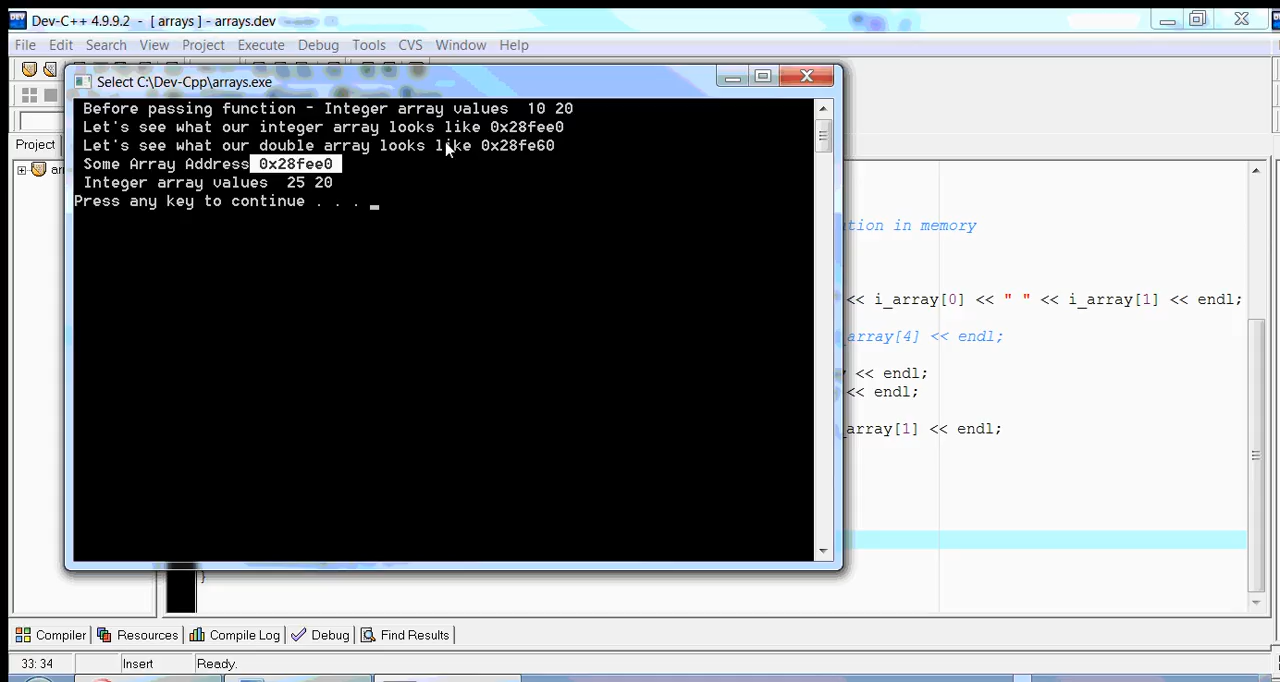 Dev-C++ 4.9.9.2 - [ arrays ] - arrays.dev
File Edit Search View Project Execute Debug Tools CVS Window Help
Select C:\Dev-Cpp\arrays.exe
Before passing function - Integer array values 10 20
Let's see what our integer array looks like 0x28fee0
Let's see what our double array looks like 0x28fe60
Some Array Address 0x28fee0
Integer array values 25 20
Press any key to continue . . . _
Project
ar
tion in memory
<< i_array[0] << " " << i_array[1] << endl;
_array[4] << endl;
<< endl;
<< endl;
_array[1] << endl;
}
Compiler Resources Compile Log Debug Find Results
33: 34 Insert Ready.